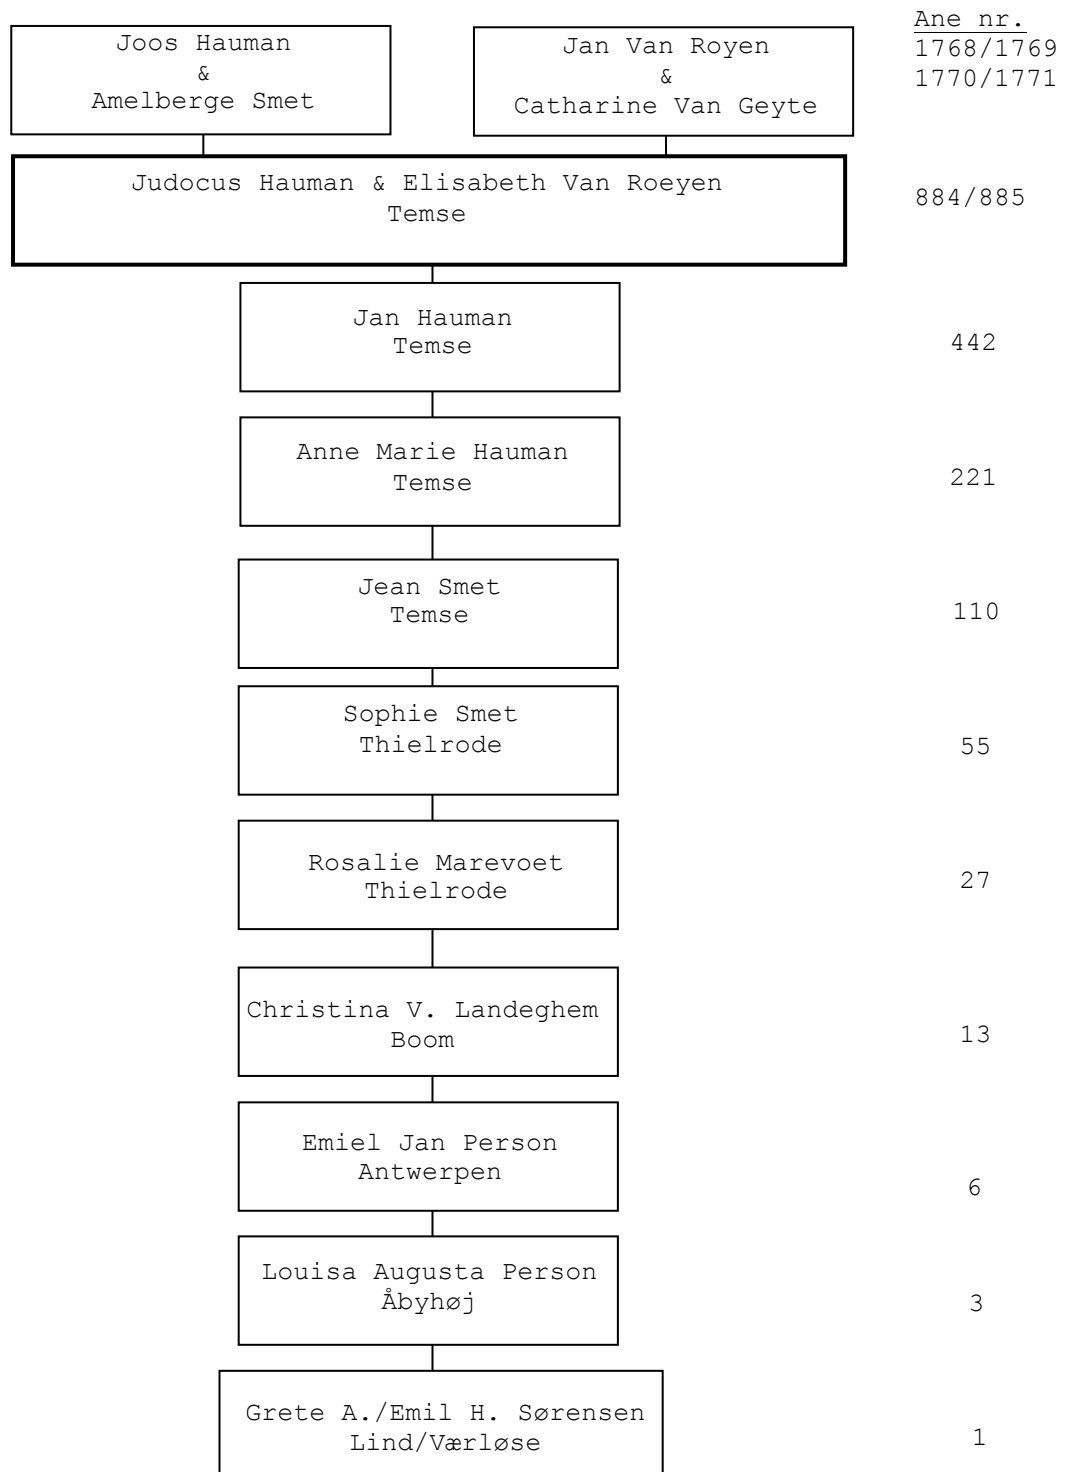 Ane nr.
Joos Hauman
&
Amelberge Smet
Jan Van Royen
&
Catharine Van Geyte
1768/1769
1770/1771
Judocus Hauman & Elisabeth Van Roeyen
Temse
884/885
Jan Hauman
Temse
442
Anne Marie Hauman
Temse
221
Jean Smet
Temse
110
Sophie Smet
Thielrode
55
Rosalie Marevoet
Thielrode
27
Christina V. Landeghem
Boom
13
Emiel Jan Person
Antwerpen
6
Louisa Augusta Person
Åbyhøj
3
Grete A./Emil H. Sørensen
Lind/Værløse
1